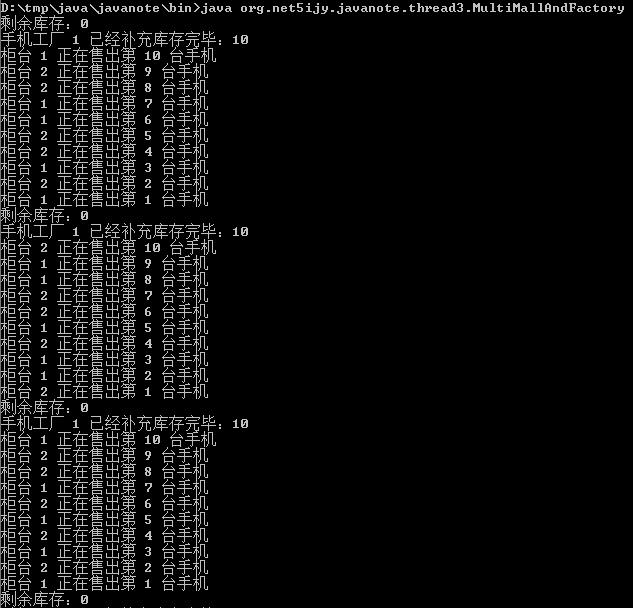 D:\tmp\java\javanote\bin>java org.net5ijy.javanote.thread3.MultiMallAndFactory
剩余库存：0
手机工厂 1 已经补充库存完毕：10
柜台 1 正在售出第 10 台手机
柜台 2 正在售出第 9 台手机
柜台 2 正在售出第 8 台手机
柜台 1 正在售出第 7 台手机
柜台 1 正在售出第 6 台手机
柜台 2 正在售出第 5 台手机
柜台 2 正在售出第 4 台手机
柜台 1 正在售出第 3 台手机
柜台 2 正在售出第 2 台手机
柜台 1 正在售出第 1 台手机
剩余库存：0
手机工厂 1 已经补充库存完毕：10
柜台 2 正在售出第 10 台手机
柜台 1 正在售出第 9 台手机
柜台 1 正在售出第 8 台手机
柜台 2 正在售出第 7 台手机
柜台 2 正在售出第 6 台手机
柜台 1 正在售出第 5 台手机
柜台 2 正在售出第 4 台手机
柜台 1 正在售出第 3 台手机
柜台 1 正在售出第 2 台手机
柜台 2 正在售出第 1 台手机
剩余库存：0
手机工厂 1 已经补充库存完毕：10
柜台 1 正在售出第 10 台手机
柜台 2 正在售出第 9 台手机
柜台 2 正在售出第 8 台手机
柜台 1 正在售出第 7 台手机
柜台 2 正在售出第 6 台手机
柜台 1 正在售出第 5 台手机
柜台 2 正在售出第 4 台手机
柜台 1 正在售出第 3 台手机
柜台 2 正在售出第 2 台手机
柜台 1 正在售出第 1 台手机
剩余库存：0